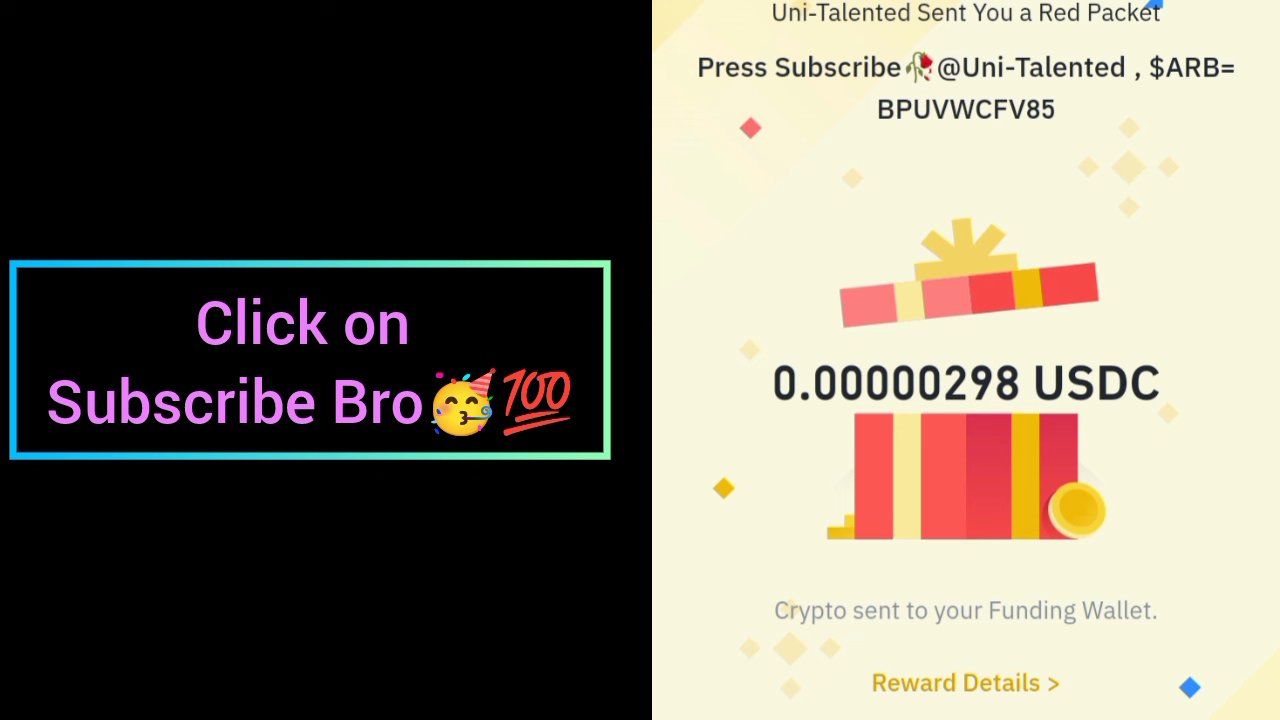 Click on
Subscribe Bro🥳💯
Uni-Talented Sent You a Red Packet
Press Subscribe🥀@Uni-Talented , $ARB=
BPUVWCFV85
0.00000298 USDC
Crypto sent to your Funding Wallet.
Reward Details >